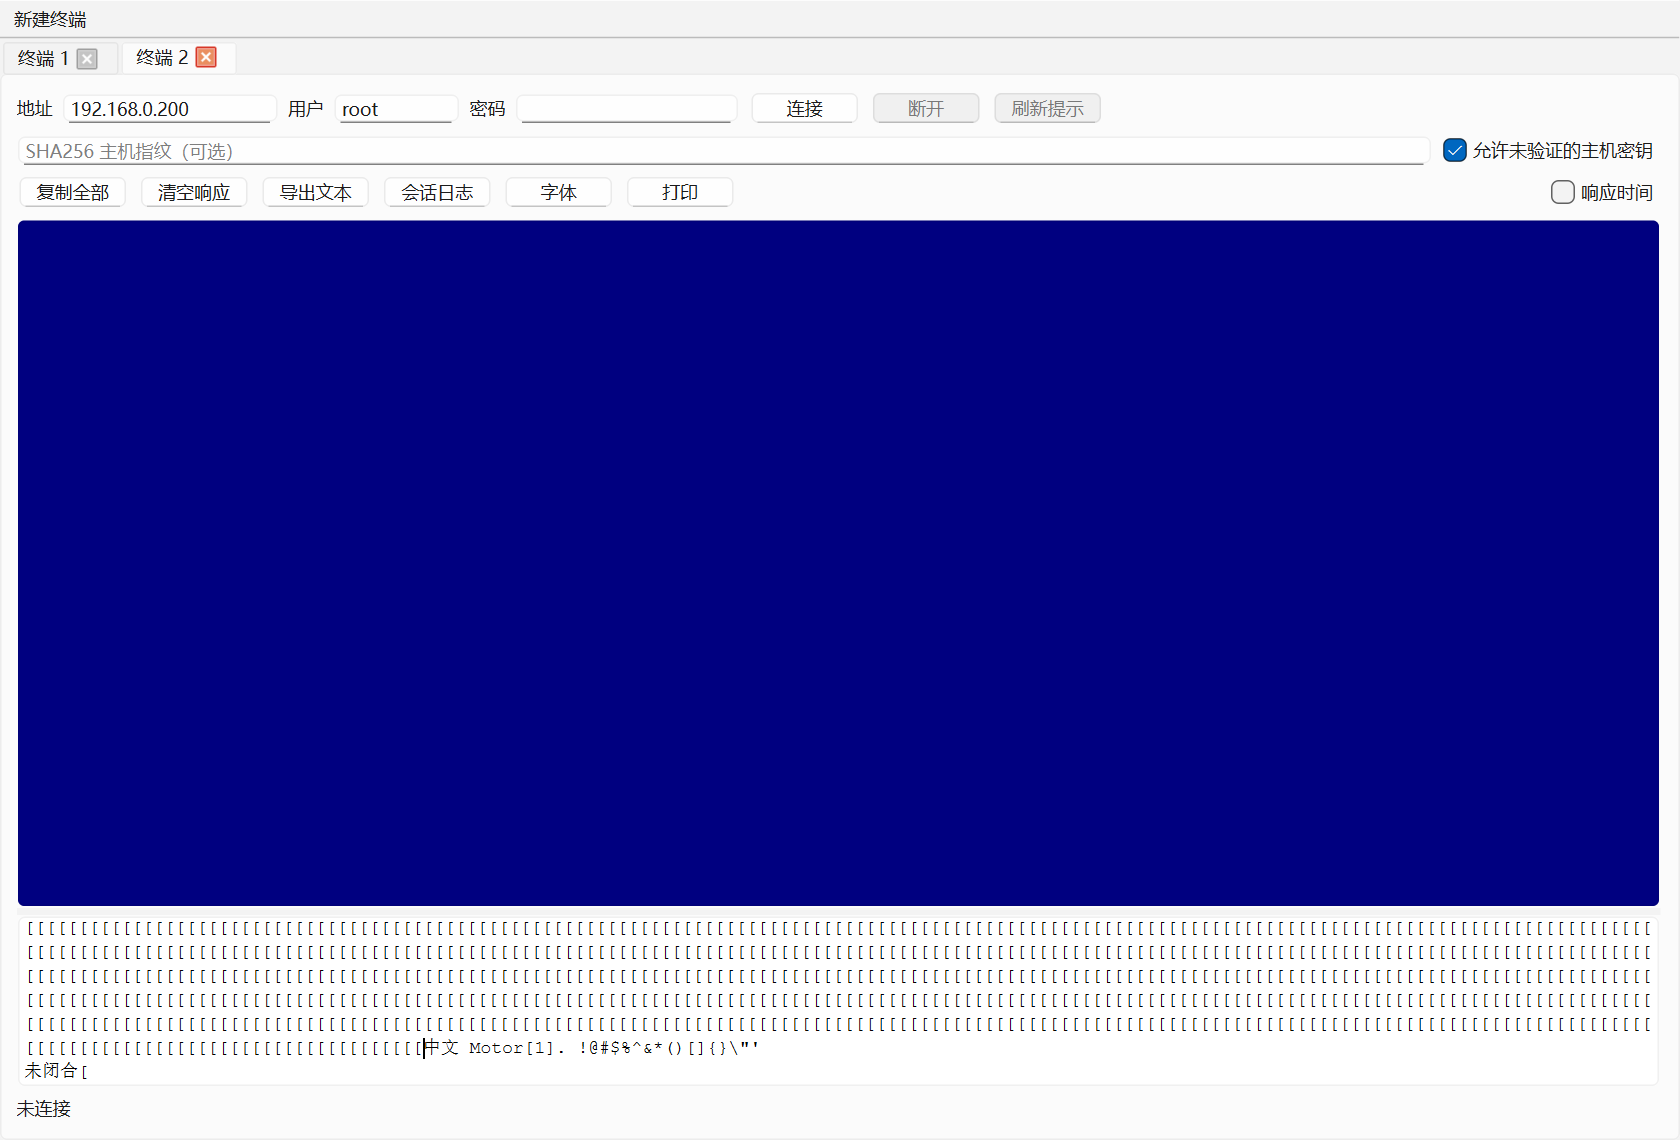 新建终端
终端 1
终端 2
地址 192.168.0.200 用户 root 密码 连接 断开 刷新提示
SHA256 主机指纹（可选） 允许未验证的主机密钥
复制全部 清空响应 导出文本 会话日志 字体 打印 响应时间
[[[[[[[[[[[[[[[[[[[[[[[[[[[[[[[[[[[[[[[[[[[[[[[[[[[[[[[[[[[[[[[[[[[[[[[[[[[[[[[[[[[[[[[[[[[[[[[[[[[[[[[[[[[[[[[[[[[[[[[[[[[[[[[[[[[[[[[[[[[[[[[[[[[[[[[
[[[[[[[[[[[[[[[[[[[[[[[[[[[[[[[[[[[[[[[[[[[[[[[[[[[[[[[[[[[[[[[[[[[[[[[[[[[[[[[[[[[[[[[[[[[[[[[[[[[[[[[[[[[[[[[[[[[[[[[[[[[[[[[[[[[[[[[[[[[[[[[[[[[[[[[
[[[[[[[[[[[[[[[[[[[[[[[[[[[[[[[[[[[[[[[[[[[[[[[[[[[[[[[[[[[[[[[[[[[[[[[[[[[[[[[[[[[[[[[[[[[[[[[[[[[[[[[[[[[[[[[[[[[[[[[[[[[[[[[[[[[[[[[[[[[[[[[[[[[[[[[
[[[[[[[[[[[[[[[[[[[[[[[[[[[[[[[[[[[[[[[[[[[[[[[[[[[[[[[[[[[[[[[[[[[[[[[[[[[[[[[[[[[[[[[[[[[[[[[[[[[[[[[[[[[[[[[[[[[[[[[[[[[[[[[[[[[[[[[[[[[[[[[[[[[[[[[
[[[[[[[[[[[[[[[[[[[[[[[[[[[[[[[[[[[[[[[[[[[[[[[[[[[[[[[[[[[[[[[[[[[[[[[[[[[[[[[[[[[[[[[[[[[[[[[[[[[[[[[[[[[[[[[[[[[[[[[[[[[[[[[[[[[[[[[[[[[[[[[[[[[[[[[
[[[[[[[[[[[[[[[[[[[[[[[[[[[[[[[[[[[[[中文 Motor[1]. !@#$%^&*()[]{}\"'
未闭合[
未连接